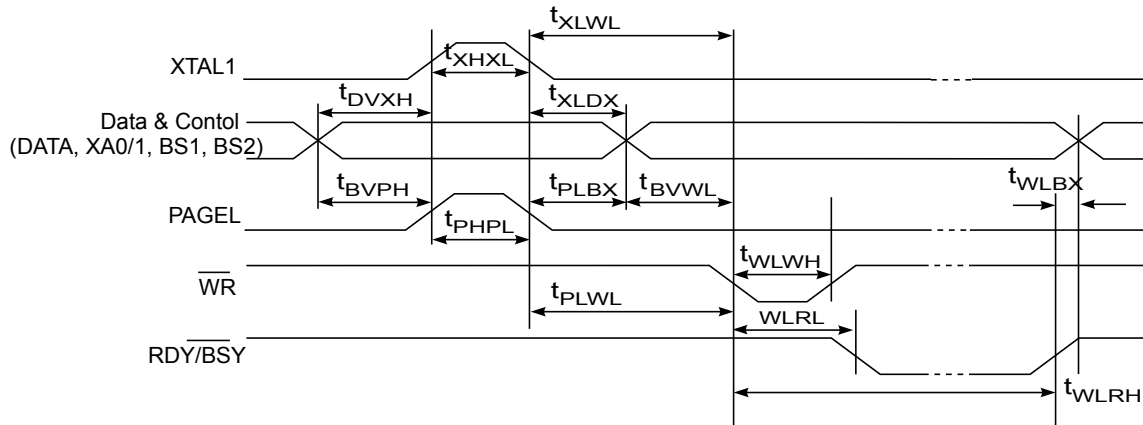 tXLWL
XTAL1
tXHXL
tDVXH
tXLDX
Data & Contol
(DATA, XA0/1, BS1, BS2)
tBVPH
tPLBX
tBVWL
tWLBX
PAGEL
tPHPL
WR
tWLWH
tPLWL
WLRL
RDY/BSY
tWLRH